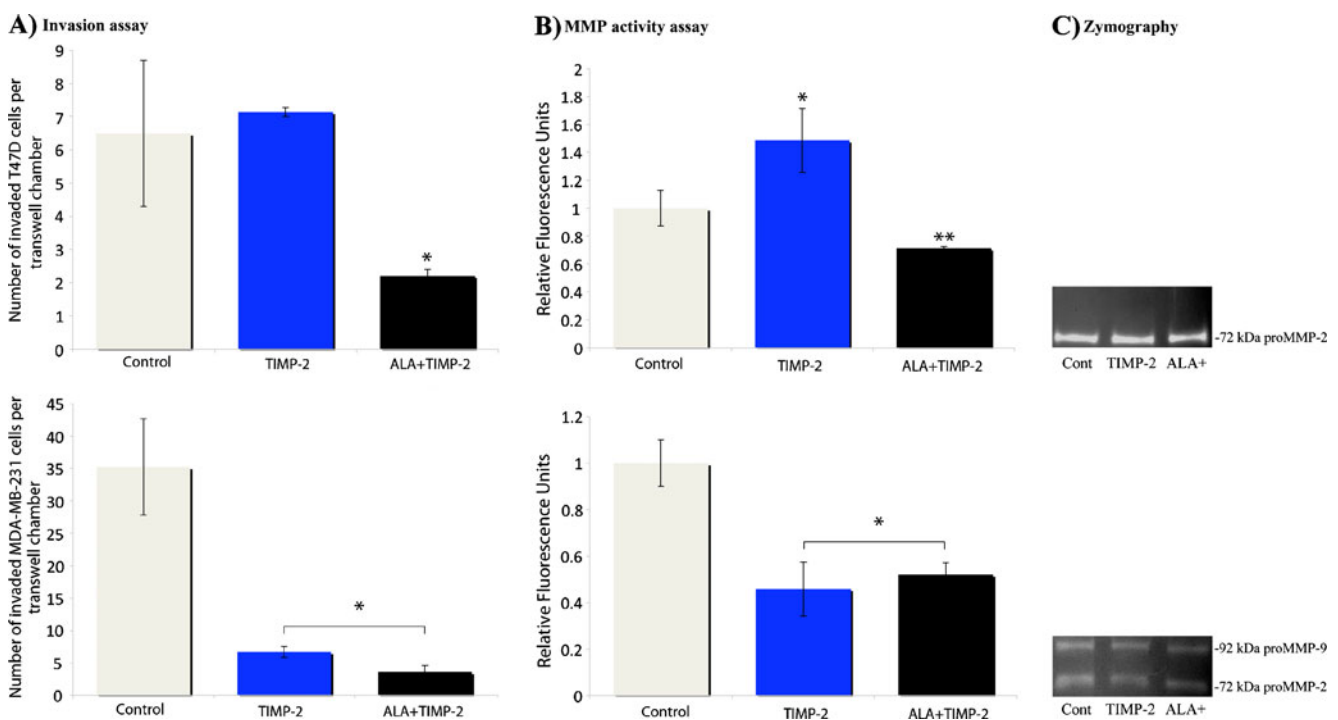 A) Invasion assay
B) MMP activity assay
C) Zymography
Number of invaded T47D cells per
transwell chamber
9
8
7
6
5
4
3
2
1
0
*
Control
TIMP-2
ALA+TIMP-2
Relative Fluorescence Units
2
1.8
1.6
1.4
1.2
1
0.8
0.6
0.4
0.2
0
*
**
Control
TIMP-2
ALA+TIMP-2
-72 kDa proMMP-2
Cont TIMP-2 ALA+
Number of invaded MDA-MB-231 cells per
transwell chamber
45
40
35
30
25
20
15
10
5
0
*
Control
TIMP-2
ALA+TIMP-2
Relative Fluorescence Units
1.2
1
0.8
0.6
0.4
0.2
0
*
Control
TIMP-2
ALA+TIMP-2
-92 kDa proMMP-9
-72 kDa proMMP-2
Cont TIMP-2 ALA+